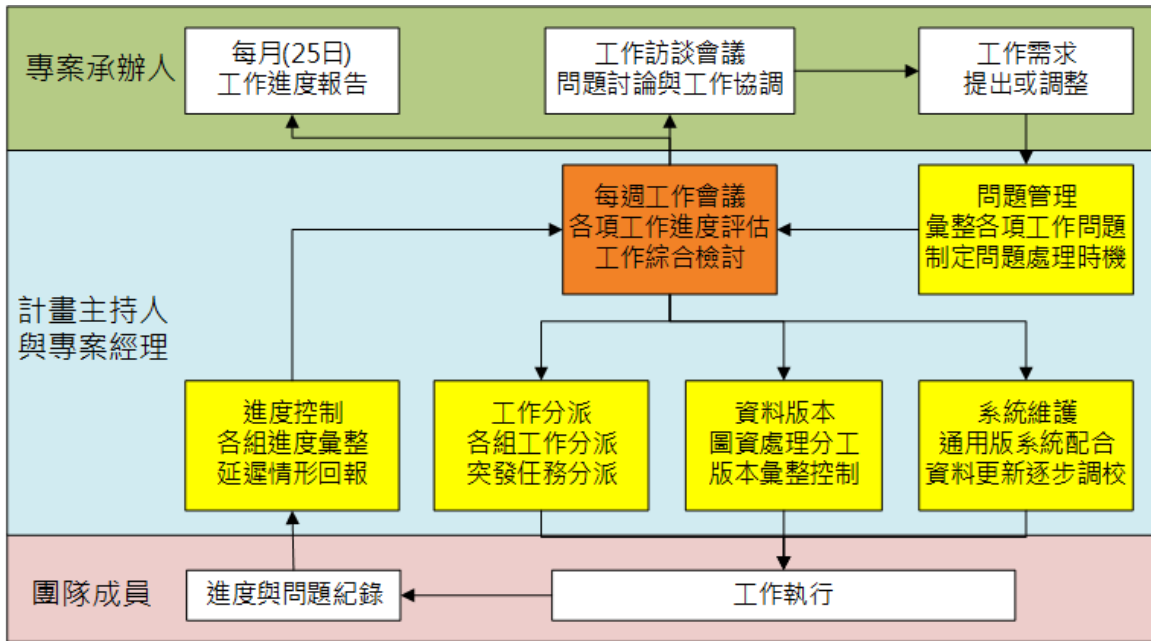 專案承辦人
每月(25日)
工作進度報告
工作訪談會議
問題討論與工作協調
工作需求
提出或調整
計畫主持人
與專案經理
每週工作會議
各項工作進度評估
工作綜合檢討
問題管理
彙整各項工作問題
制定問題處理時機
進度控制
各組進度彙整
延遲情形回報
工作分派
各組工作分派
突發任務分派
資料版本
圖資處理分工
版本彙整控制
系統維護
通用版系統配合
資料更新逐步調校
團隊成員
進度與問題紀錄
工作執行